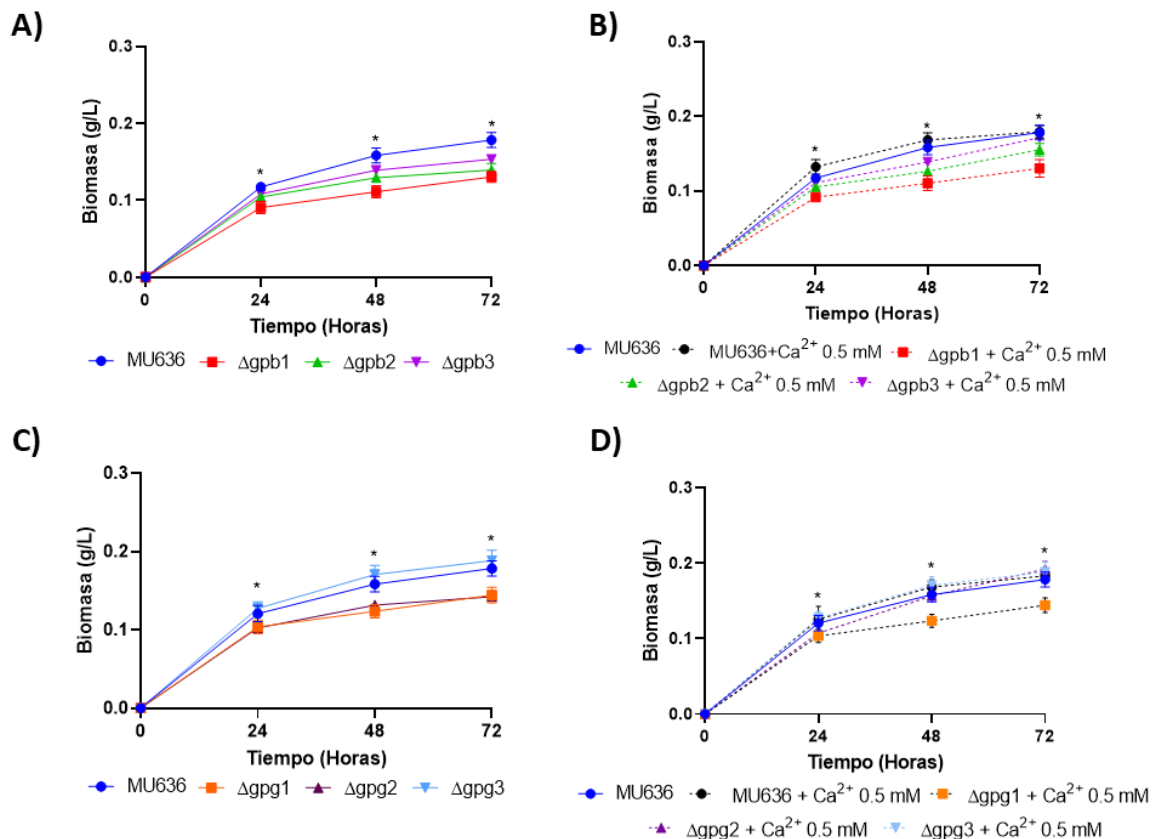 A)
Biomasa (g/L)
0.3
0.2
0.1
0.0
*
*
*
0
24
48
72
Tiempo (Horas)
MU636 Δgpb1 Δgpb2 Δgpb3
B)
Biomasa (g/L)
0.3
0.2
0.1
0.0
*
*
*
0
24
48
72
Tiempo (Horas)
MU636 MU636+Ca²⁺ 0.5 mM Δgpb1 + Ca²⁺ 0.5 mM
Δgpb2 + Ca²⁺ 0.5 mM Δgpb3 + Ca²⁺ 0.5 mM
C)
Biomasa (g/L)
0.3
0.2
0.1
0.0
*
*
*
0
24
48
72
Tiempo (Horas)
MU636 Δgpg1 Δgpg2 Δgpg3
D)
Biomasa (g/L)
0.3
0.2
0.1
0.0
*
*
*
0
24
48
72
Tiempo (Horas)
MU636 MU636 + Ca²⁺ 0.5 mM Δgpg1 + Ca²⁺ 0.5 mM
Δgpg2 + Ca²⁺ 0.5 mM Δgpg3 + Ca²⁺ 0.5 mM